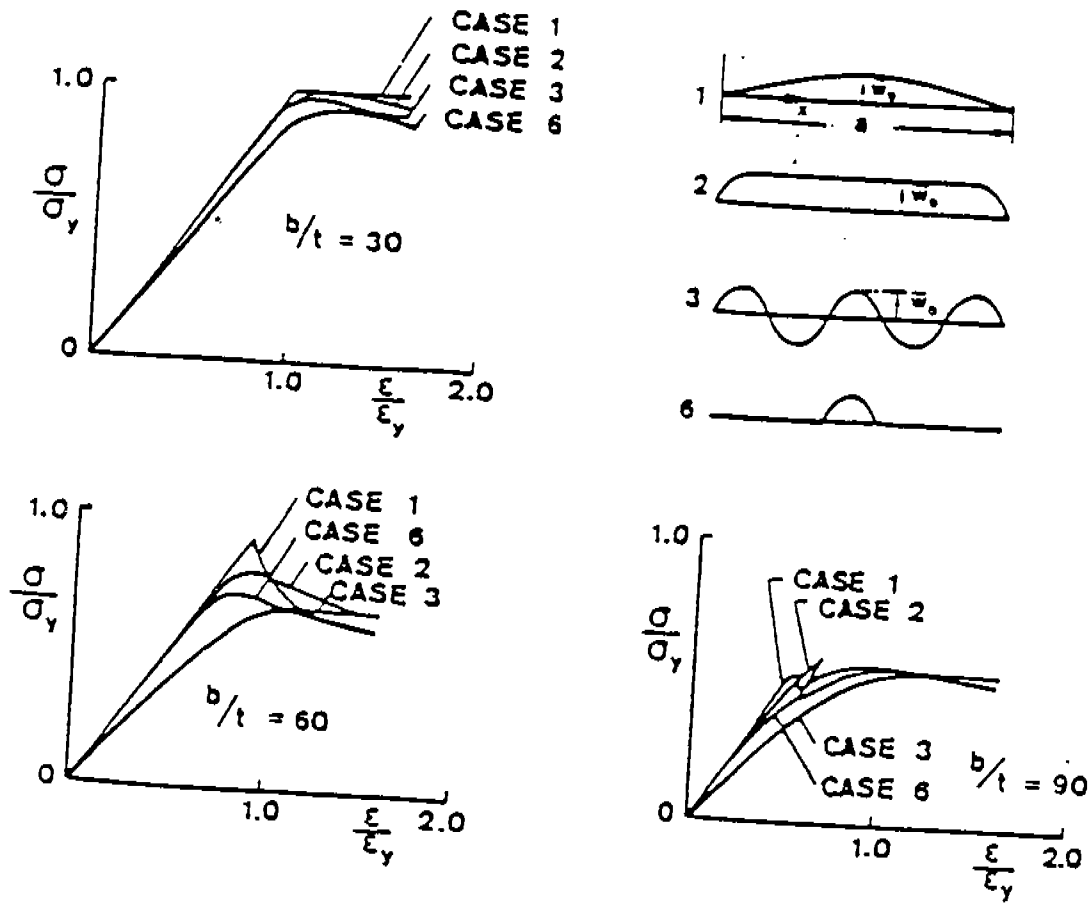 CASE 1
CASE 2
CASE 3
CASE 6
1.0
σ/σy
b/t = 30
0
1.0
ε/εy
2.0
1
w̄o
x
a
2
w̄o
3
w̄o
6
CASE 1
CASE 6
CASE 2
CASE 3
1.0
σ/σy
b/t = 60
0
1.0
ε/εy
2.0
CASE 1
CASE 2
1.0
σ/σy
CASE 3
CASE 6
b/t = 90
0
1.0
ε/εy
2.0